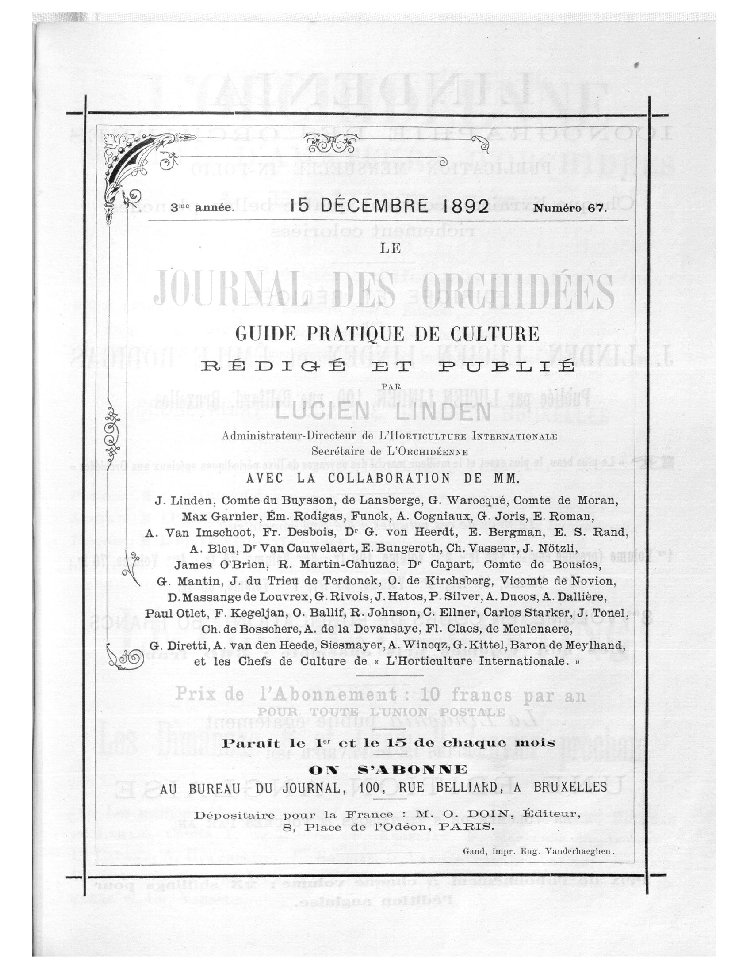 3me année.
15 DÉCEMBRE 1892
Numéro 67.
LE
JOURNAL DES ORCHIDÉES
GUIDE PRATIQUE DE CULTURE
RÉDIGÉ ET PUBLIÉ
PAR
LUCIEN LINDEN
Administrateur-Directeur de L'HORTICULTURE INTERNATIONALE
Secrétaire de L'ORCHIDÉENNE
AVEC LA COLLABORATION DE MM.
J. Linden, Comte du Buysson, de Lansberge, G. Warocqué, Comte de Moran,
Max Garnier, Ém. Rodigas, Funck, A. Cogniaux, G. Joris, E. Roman,
A. Van Imschoot, Fr. Desbois, Dr G. von Heerdt, E. Bergman, E. S. Rand,
A. Bleu, Dr Van Cauwelaert, E. Bungeroth, Ch. Vasseur, J. Nötzli,
James O'Brien, R. Martin-Cahuzac, Dr Capart, Comte de Bousies,
G. Mantin, J. du Trieu de Terdonck, O. de Kirchsberg, Vicomte de Novion,
D. Massange de Louvrex, G. Rivois, J. Hatos, P. Silver, A. Ducos, A. Dallière,
Paul Otlet, F. Kegeljan, O. Ballif, R. Johnson, C. Ellner, Carlos Starker, J. Tonel,
Ch. de Bosschere, A. de la Devansaye, Fl. Claes, de Meulenaere,
G. Diretti, A. van den Heede, Siesmayer, A. Wincqz, G. Kittel, Baron de Meylhand,
et les Chefs de Culture de « L'Horticulture Internationale. »
Prix de l'Abonnement : 10 francs par an
POUR TOUTE L'UNION POSTALE
Paraît le 1er et le 15 de chaque mois
ON S'ABONNE
AU BUREAU DU JOURNAL, 100, RUE BELLIARD, A BRUXELLES
Dépositaire pour la France : M. O. DOIN, Éditeur,
8, Place de l'Odéon, PARIS.
Gand, impr. Eug. Vanderhaeghen.